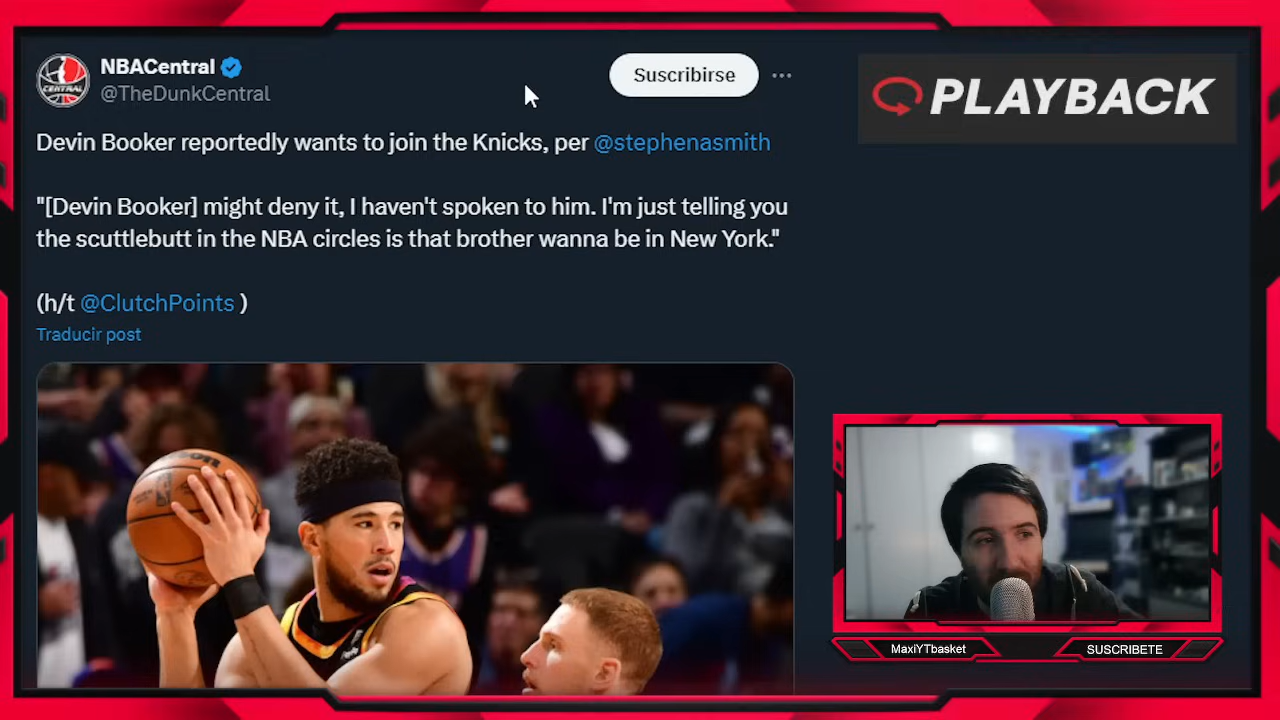 NBACentral
Suscribirse
@TheDunkCentral
PLAYBACK
Devin Booker reportedly wants to join the Knicks, per @stephenasmith
"[Devin Booker] might deny it, I haven't spoken to him. I'm just telling you
the scuttlebutt in the NBA circles is that brother wanna be in New York."
(h/t @ClutchPoints )
Traducir post
MaxiYTbasket
SUSCRIBETE